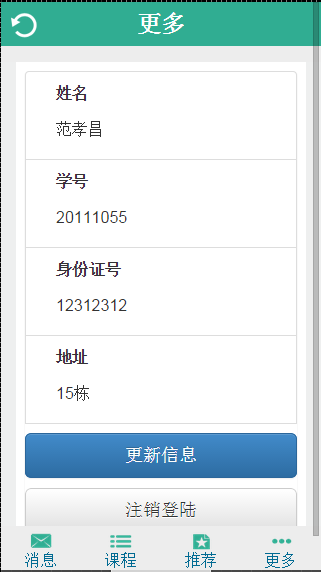 更多
姓名
范孝昌
学号
20111055
身份证号
12312312
地址
15栋
更新信息
注销登陆
消息 课程 推荐 更多